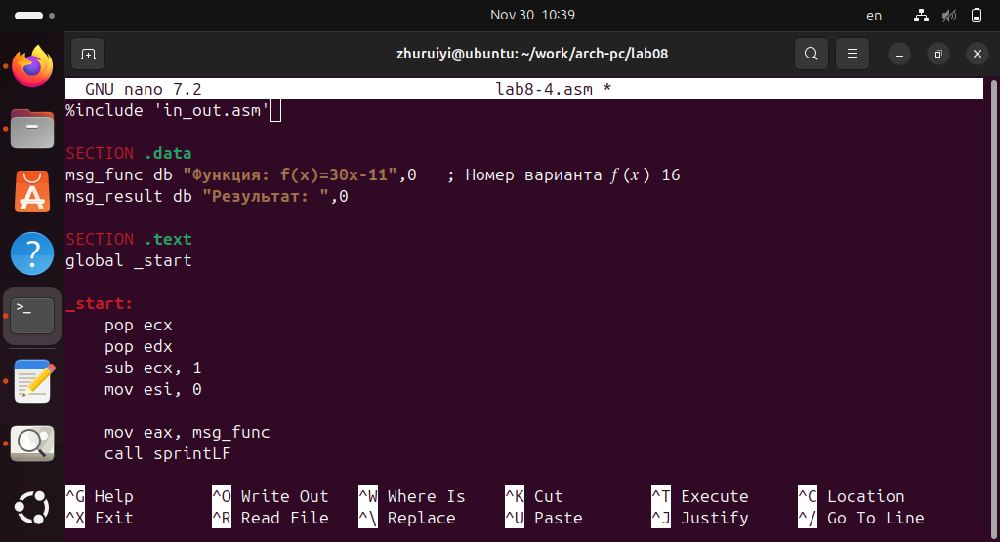 Nov 30 10:39
en
zhuruiyi@ubuntu: ~/work/arch-pc/lab08
GNU nano 7.2 lab8-4.asm *
%include 'in_out.asm'
SECTION .data
msg_func db "Функция: f(x)=30x-11",0 ; Номер варианта 𝑓(𝑥) 16
msg_result db "Результат: ",0
SECTION .text
global _start
_start:
pop ecx
pop edx
sub ecx, 1
mov esi, 0
mov eax, msg_func
call sprintLF
^G Help ^O Write Out ^W Where Is ^K Cut ^T Execute ^C Location
^X Exit ^R Read File ^\ Replace ^U Paste ^J Justify ^/ Go To Line